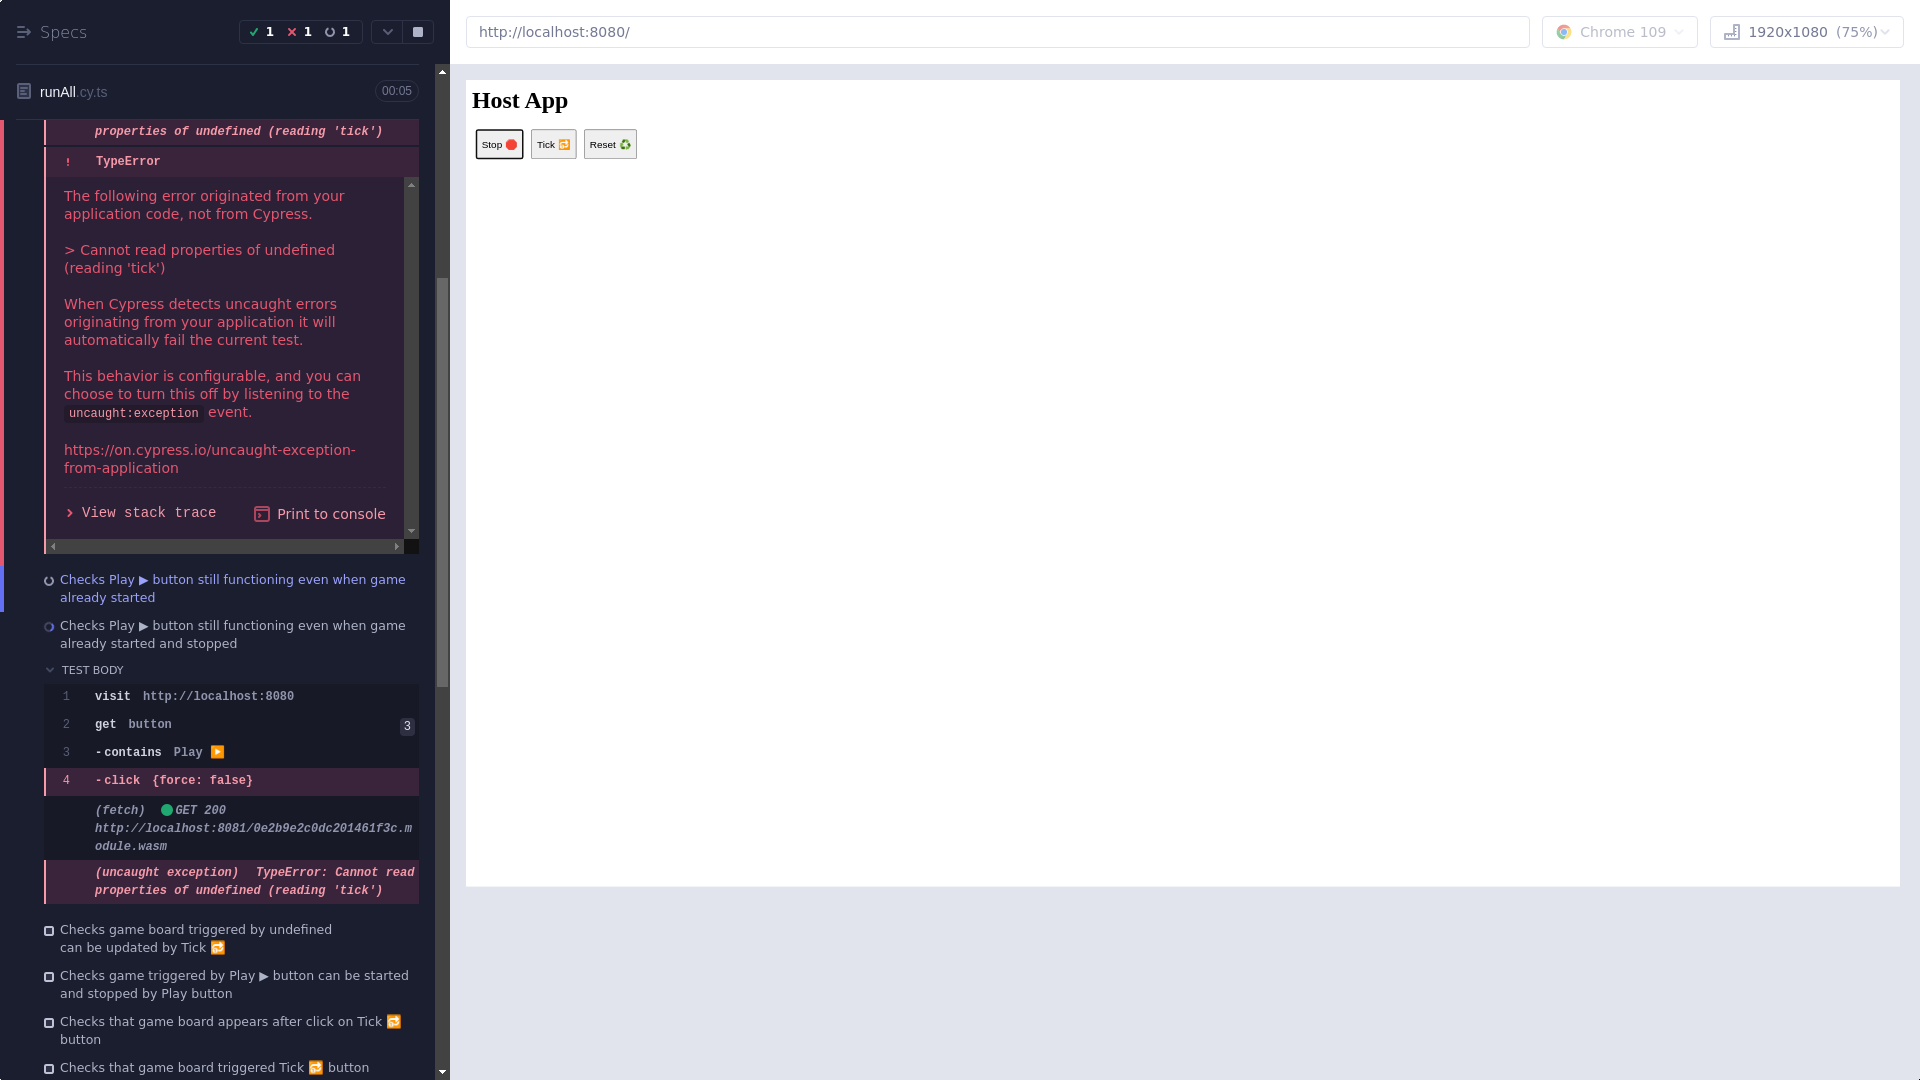 Specs
1 1 1
runAll.cy.ts
00:05
properties of undefined (reading 'tick')
! TypeError
The following error originated from your
application code, not from Cypress.
> Cannot read properties of undefined
(reading 'tick')
When Cypress detects uncaught errors
originating from your application it will
automatically fail the current test.
This behavior is configurable, and you can
choose to turn this off by listening to the
uncaught:exception event.
https://on.cypress.io/uncaught-exception-
from-application
View stack trace
Print to console
Checks Play ▶ button still functioning even when game
already started
Checks Play ▶ button still functioning even when game
already started and stopped
TEST BODY
1 visit http://localhost:8080
2 get button 3
3 -contains Play ▶️
4 -click {force: false}
(fetch) GET 200
http://localhost:8081/0e2b9e2c0dc201461f3c.m
odule.wasm
(uncaught exception) TypeError: Cannot read
properties of undefined (reading 'tick')
Checks game board triggered by undefined
can be updated by Tick 🔁
Checks game triggered by Play ▶ button can be started
and stopped by Play button
Checks that game board appears after click on Tick 🔁
button
Checks that game board triggered Tick 🔁 button
http://localhost:8080/
Chrome 109
1920x1080 (75%)
Host App
Stop 🛑
Tick 🔁
Reset ♻️